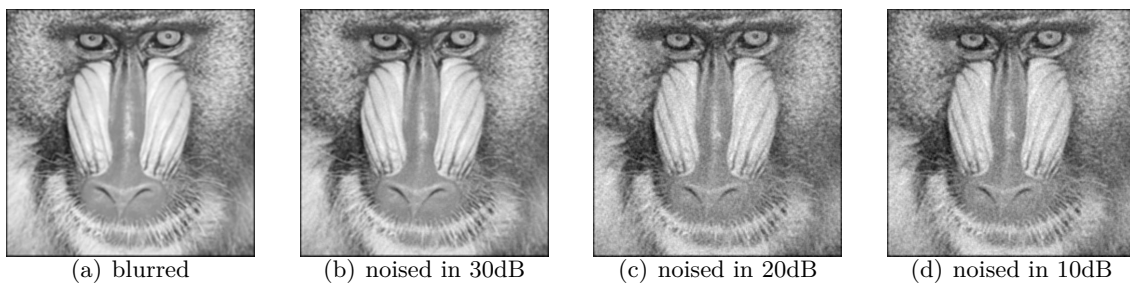 (a) blurred
(b) noised in 30dB
(c) noised in 20dB
(d) noised in 10dB